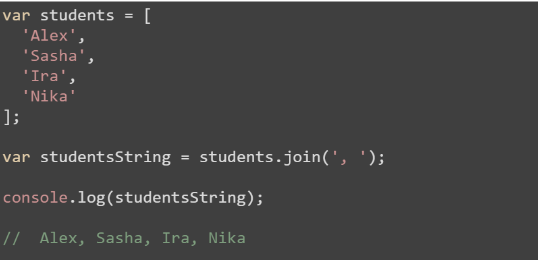 var students = [
  'Alex',
  'Sasha',
  'Ira',
  'Nika'
];
var studentsString = students.join(', ');
console.log(studentsString);
//  Alex, Sasha, Ira, Nika